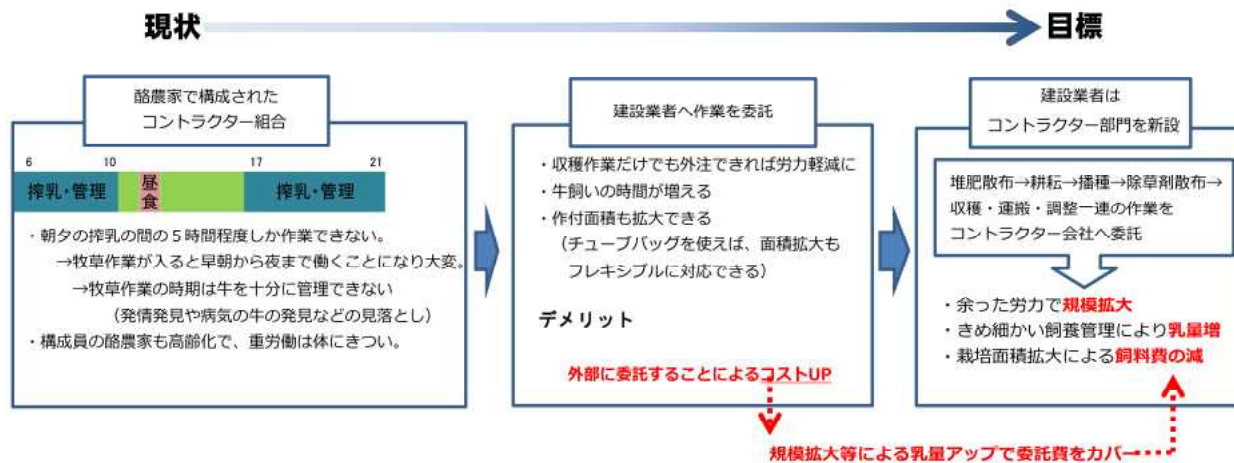 現状
目標
酪農家で構成された
コントラクター組合
6 10 17 21
搾乳・管理
昼食
搾乳・管理
・朝夕の搾乳の間の５時間程度しか作業できない。
→牧草作業が入ると早朝から夜まで働くことになり大変。
→牧草作業の時期は牛を十分に管理できない
（発情発見や病気の牛の発見などの見落とし）
・構成員の酪農家も高齢化で、重労働は体にきつい。
建設業者へ作業を委託
・収穫作業だけでも外注できれば労力軽減に
・牛飼いの時間が増える
・作付面積も拡大できる
（チューブバッグを使えば、面積拡大も
フレキシブルに対応できる）
デメリット
外部に委託することによるコストUP
建設業者は
コントラクター部門を新設
堆肥散布→耕耘→播種→除草剤散布→
収穫・運搬・調整一連の作業を
コントラクター会社へ委託
・余った労力で規模拡大
・きめ細かい飼養管理により乳量増
・栽培面積拡大による飼料費の減
規模拡大等による乳量アップで委託費をカバー